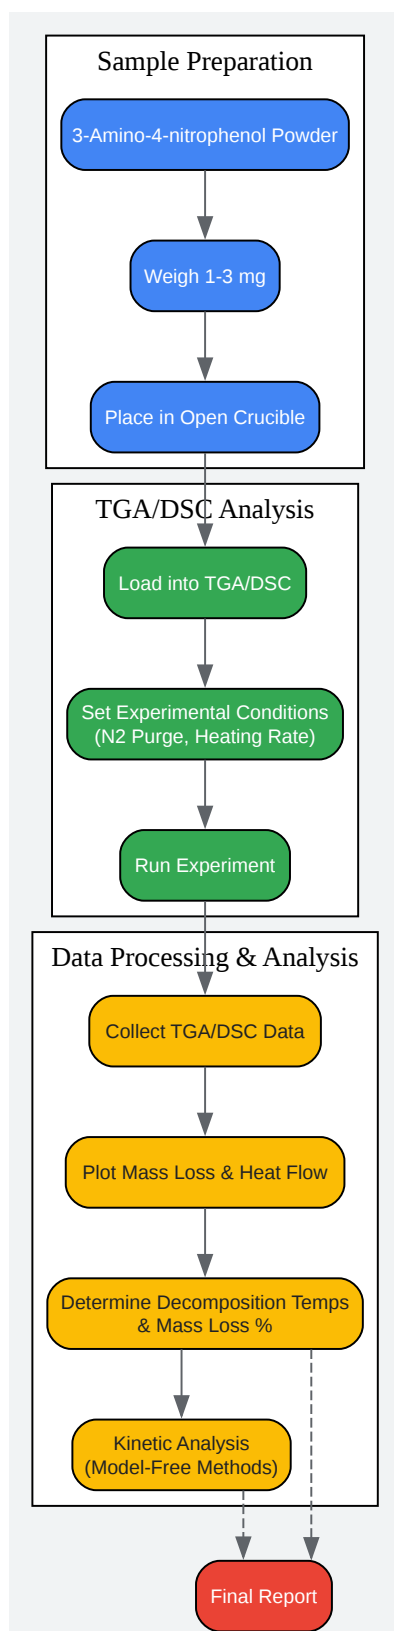 Sample Preparation
3-Amino-4-nitrophenol Powder
Weigh 1-3 mg
Place in Open Crucible
TGA/DSC Analysis
Load into TGA/DSC
Set Experimental Conditions
(N2 Purge, Heating Rate)
Run Experiment
Data Processing & Analysis
Collect TGA/DSC Data
Plot Mass Loss & Heat Flow
Determine Decomposition Temps
& Mass Loss %
Kinetic Analysis
(Model-Free Methods)
Final Report